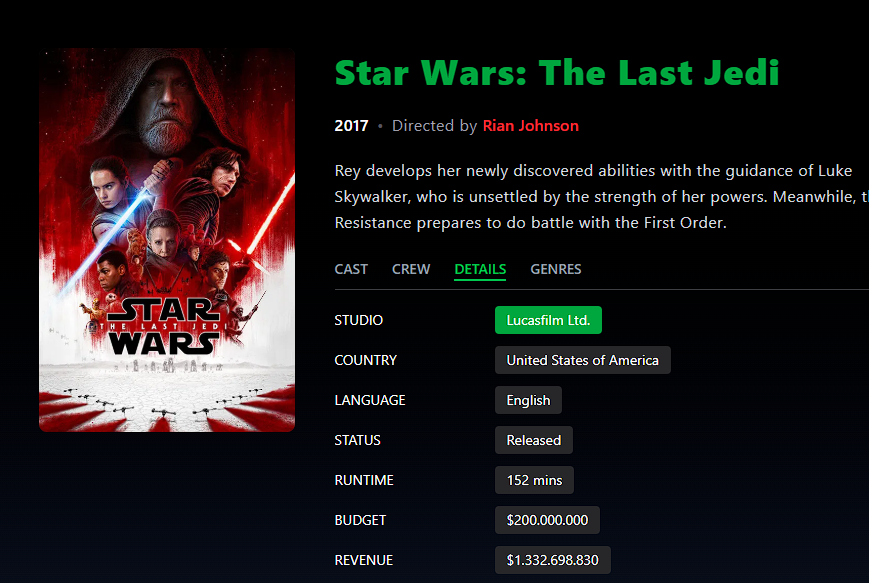 Star Wars: The Last Jedi
2017 • Directed by Rian Johnson
Rey develops her newly discovered abilities with the guidance of Luke
Skywalker, who is unsettled by the strength of her powers. Meanwhile,
Resistance prepares to do battle with the First Order.
CAST CREW DETAILS GENRES
STUDIO Lucasfilm Ltd.
COUNTRY United States of America
LANGUAGE English
STATUS Released
RUNTIME 152 mins
BUDGET $200.000.000
REVENUE $1.332.698.830
STAR
THE LAST JEDI
WARS